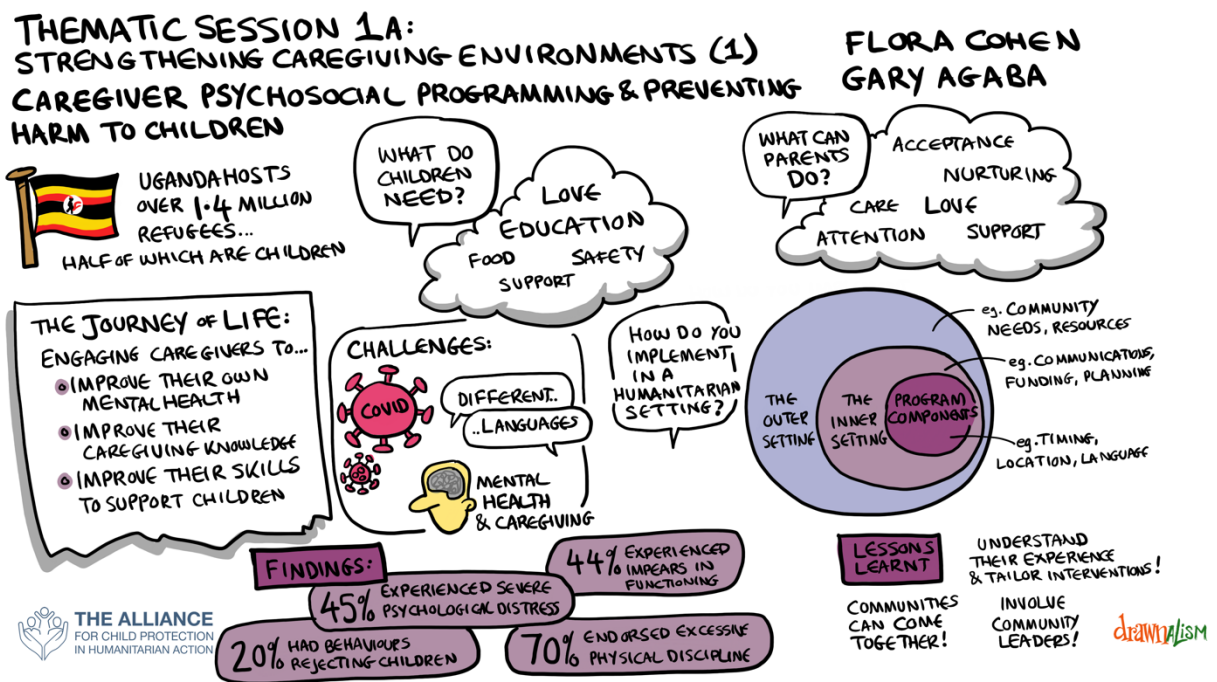 THEMATIC SESSION 1A:
STRENGTHENING CAREGIVING ENVIRONMENTS (1)
CAREGIVER PSYCHOSOCIAL PROGRAMMING & PREVENTING
HARM TO CHILDREN
FLORA COHEN
GARY AGABA
UGANDA HOSTS
OVER 1.4 MILLION
REFUGEES...
HALF OF WHICH ARE CHILDREN
WHAT DO
CHILDREN
NEED?
LOVE
EDUCATION
FOOD SAFETY
SUPPORT
WHAT CAN
PARENTS
DO?
ACCEPTANCE
NURTURING
CARE LOVE
ATTENTION SUPPORT
THE JOURNEY OF LIFE:
ENGAGING CAREGIVERS TO...
IMPROVE THEIR OWN
MENTAL HEALTH
IMPROVE THEIR
CAREGIVING KNOWLEDGE
IMPROVE THEIR SKILLS
TO SUPPORT CHILDREN
CHALLENGES:
COVID
DIFFERENT..
..LANGUAGES
MENTAL
HEALTH
& CAREGIVING
HOW DO YOU
IMPLEMENT
IN A
HUMANITARIAN
SETTING?
THE
OUTER
SETTING
THE
INNER
SETTING
PROGRAM
COMPONENTS
eg. COMMUNITY
NEEDS, RESOURCES
eg. COMMUNICATIONS,
FUNDING, PLANNING
eg. TIMING,
LOCATION, LANGUAGE
FINDINGS:
44% EXPERIENCED
IMPEARS IN
FUNCTIONING
45% EXPERIENCED SEVERE
PSYCHOLOGICAL DISTRESS
20% HAD BEHAVIOURS
REJECTING CHILDREN
70% ENDORSED EXCESSIVE
PHYSICAL DISCIPLINE
LESSONS
LEARNT
UNDERSTAND
THEIR EXPERIENCE
& TAILOR INTERVENTIONS!
COMMUNITIES
CAN COME
TOGETHER!
INVOLVE
COMMUNITY
LEADERS!
THE ALLIANCE
FOR CHILD PROTECTION
IN HUMANITARIAN ACTION
drawnalism